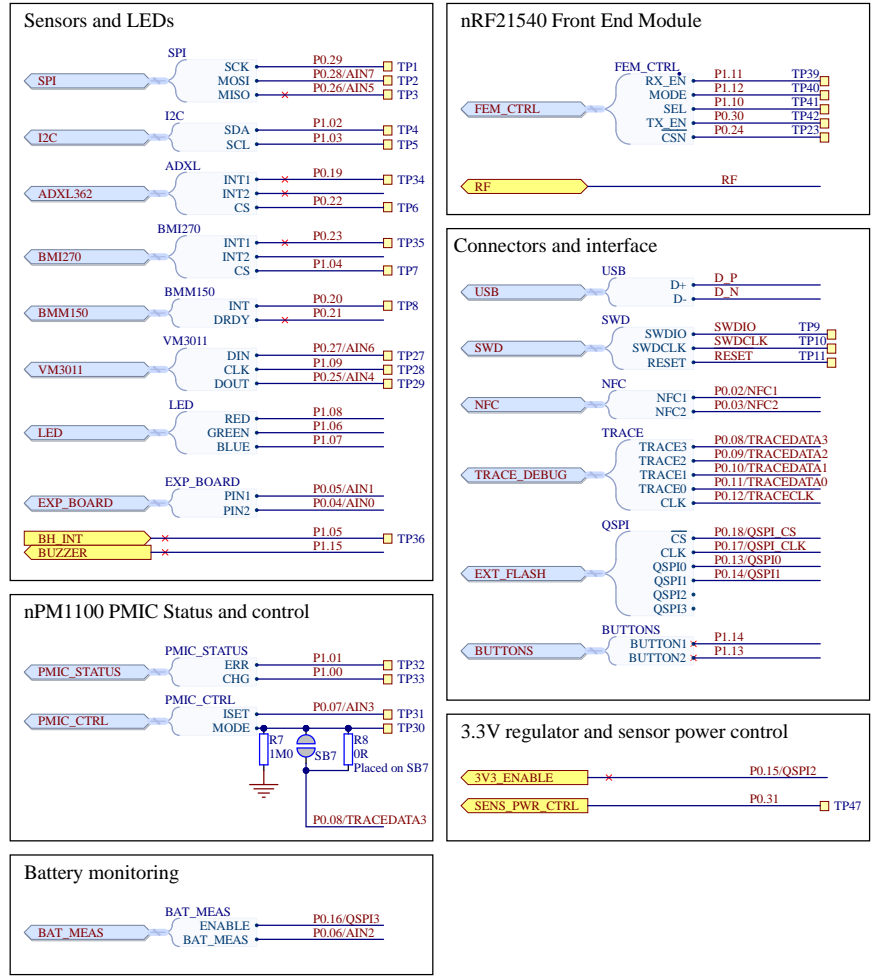 Sensors and LEDs
SPI
SPI
SCK P0.29 TP1
MOSI P0.28/AIN7 TP2
MISO P0.26/AIN5 TP3
I2C
I2C
SDA P1.02 TP4
SCL P1.03 TP5
ADXL
ADXL362
INT1 P0.19 TP34
INT2
CS P0.22 TP6
BMI270
BMI270
INT1 P0.23 TP35
INT2
CS P1.04 TP7
BMM150
BMM150
INT P0.20 TP8
DRDY P0.21
VM3011
VM3011
DIN P0.27/AIN6 TP27
CLK P1.09 TP28
DOUT P0.25/AIN4 TP29
LED
LED
RED P1.08
GREEN P1.06
BLUE P1.07
EXP_BOARD
EXP_BOARD
PIN1 P0.05/AIN1
PIN2 P0.04/AIN0
BH_INT P1.05 TP36
BUZZER P1.15
nPM1100 PMIC Status and control
PMIC_STATUS
PMIC_STATUS
ERR P1.01 TP32
CHG P1.00 TP33
PMIC_CTRL
PMIC_CTRL
ISET P0.07/AIN3 TP31
MODE TP30
R7
1M0
SB7
R8
0R
Placed on SB7
P0.08/TRACEDATA3
Battery monitoring
BAT_MEAS
BAT_MEAS
ENABLE P0.16/QSPI3
BAT_MEAS P0.06/AIN2
nRF21540 Front End Module
FEM_CTRL
FEM_CTRL
RX_EN P1.11 TP39
MODE P1.12 TP40
SEL P1.10 TP41
TX_EN P0.30 TP42
CSN P0.24 TP23
RF RF
Connectors and interface
USB
USB
D+ D_P
D- D_N
SWD
SWD
SWDIO SWDIO TP9
SWDCLK SWDCLK TP10
RESET RESET TP11
NFC
NFC
NFC1 P0.02/NFC1
NFC2 P0.03/NFC2
TRACE
TRACE_DEBUG
TRACE3 P0.08/TRACEDATA3
TRACE2 P0.09/TRACEDATA2
TRACE1 P0.10/TRACEDATA1
TRACE0 P0.11/TRACEDATA0
CLK P0.12/TRACECLK
QSPI
EXT_FLASH
CS P0.18/QSPI_CS
CLK P0.17/QSPI_CLK
QSPI0 P0.13/QSPI0
QSPI1 P0.14/QSPI1
QSPI2
QSPI3
BUTTONS
BUTTONS
BUTTON1 P1.14
BUTTON2 P1.13
3.3V regulator and sensor power control
3V3_ENABLE P0.15/QSPI2
SENS_PWR_CTRL P0.31 TP47